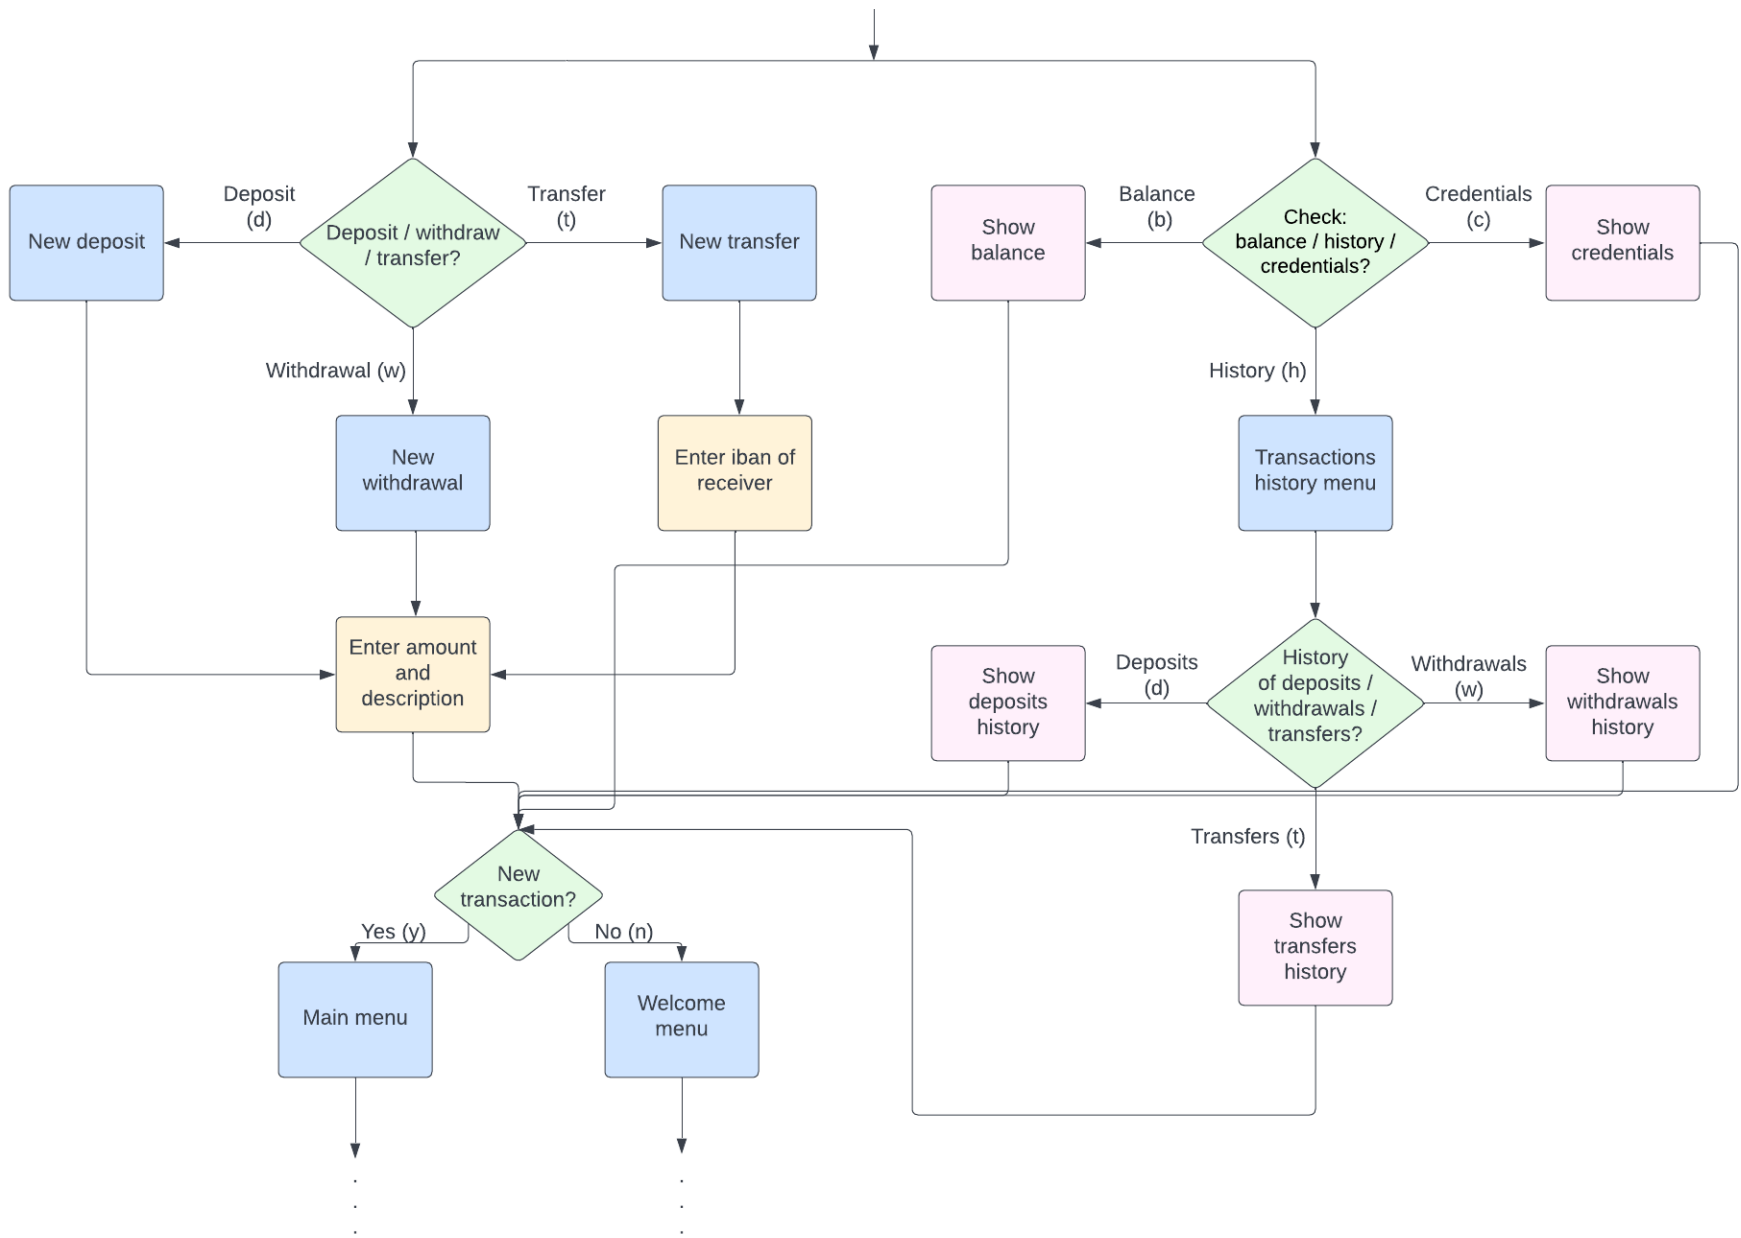 Deposit
(d)
Transfer
(t)
Balance
(b)
Credentials
(c)
New deposit
Deposit / withdraw
/ transfer?
New transfer
Show
balance
Check:
balance / history /
credentials?
Show
credentials
Withdrawal (w)
History (h)
New
withdrawal
Enter iban of
receiver
Transactions
history menu
Enter amount
and
description
Show
deposits
history
Deposits
(d)
History
of deposits /
withdrawals /
transfers?
Withdrawals
(w)
Show
withdrawals
history
New
transaction?
Transfers (t)
Yes (y)
No (n)
Show
transfers
history
Main menu
Welcome
menu